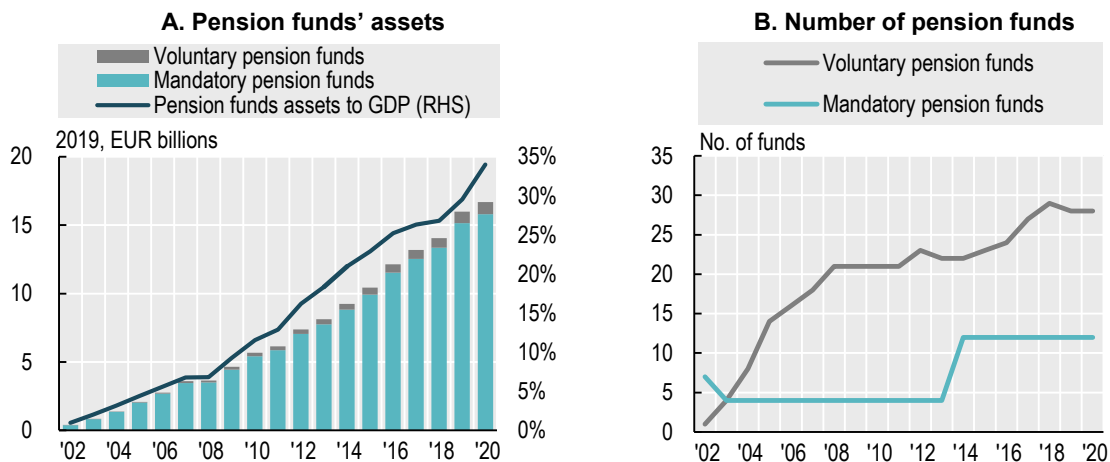 A. Pension funds’ assets
Voluntary pension funds
Mandatory pension funds
Pension funds assets to GDP (RHS)
2019, EUR billions
20
15
10
5
0
35%
30%
25%
20%
15%
10%
5%
0%
'02 '04 '06 '08 '10 '12 '14 '16 '18 '20
B. Number of pension funds
Voluntary pension funds
Mandatory pension funds
No. of funds
35
30
25
20
15
10
5
0
'02 '04 '06 '08 '10 '12 '14 '16 '18 '20